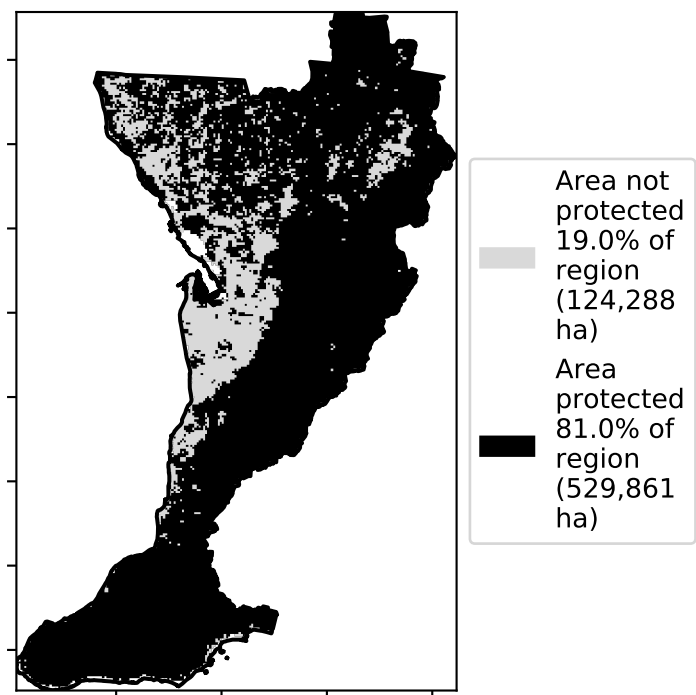 Area not
protected
19.0% of
region
(124,288
ha)
Area
protected
81.0% of
region
(529,861
ha)